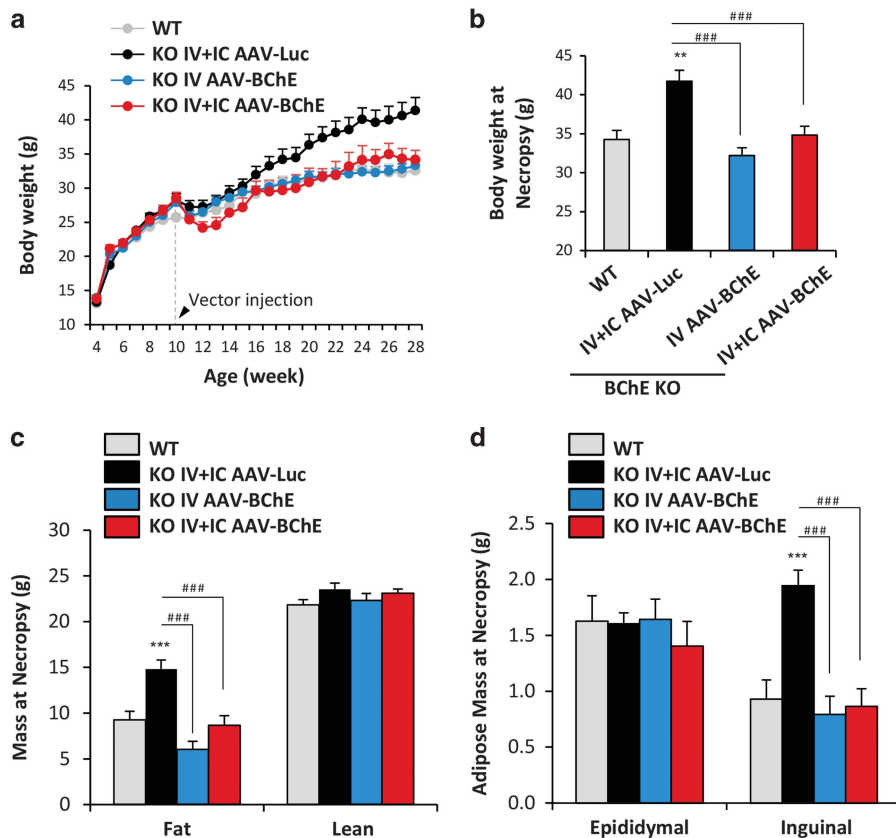 a
WT
KO IV+IC AAV-Luc
KO IV AAV-BChE
KO IV+IC AAV-BChE
Body weight (g)
45
40
35
30
25
20
15
10
Vector injection
4 6 8 10 12 14 16 18 20 22 24 26 28
Age (week)
b
Body weight at
Necropsy (g)
45
40
35
30
25
20
###
###
**
WT
IV+IC AAV-Luc
IV AAV-BChE
IV+IC AAV-BChE
BChE KO
c
WT
KO IV+IC AAV-Luc
KO IV AAV-BChE
KO IV+IC AAV-BChE
Mass at Necropsy (g)
30
25
20
15
10
5
0
###
###
***
Fat Lean
d
WT
KO IV+IC AAV-Luc
KO IV AAV-BChE
KO IV+IC AAV-BChE
Adipose Mass at Necropsy (g)
2.5
2.0
1.5
1.0
0.5
0.0
###
###
***
Epididymal Inguinal